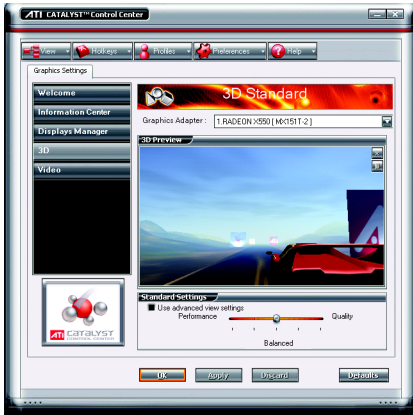 ATI CATALYST™ Control Center
View Hotkeys Profiles Preferences Help
Graphics Settings
Welcome
Information Center
Displays Manager
3D
Video
3D Standard
Graphics Adapter :
1.RADEON X550 [ MX151T-2 ]
3D Preview
ATI CATALYST
CONTROL CENTER
Standard Settings
Use advanced view settings
Performance Quality
Balanced
OK Apply Discard Defaults